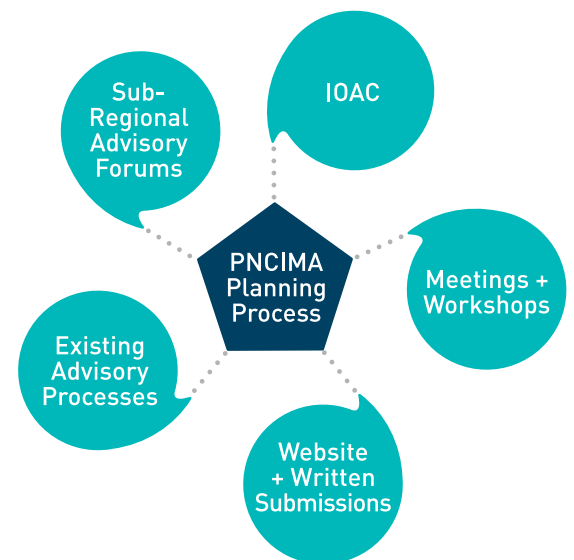 Sub-
Regional
Advisory
Forums
IOAC
PNCIMA
Planning
Process
Meetings +
Workshops
Existing
Advisory
Processes
Website
+ Written
Submissions